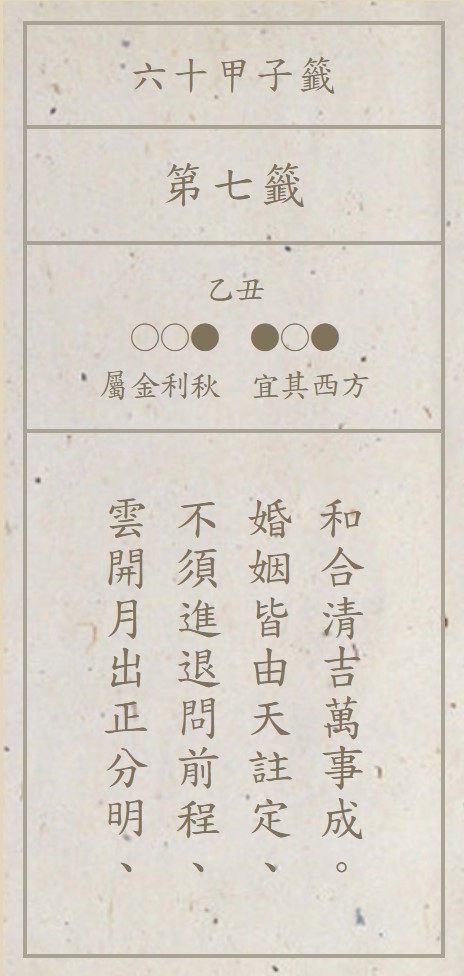 六十甲子籤
第七籤
乙丑
○○● ●○●
屬金利秋 宜其西方
雲開月出正分明、
不須進退問前程、
婚姻皆由天註定、
和合清吉萬事成。